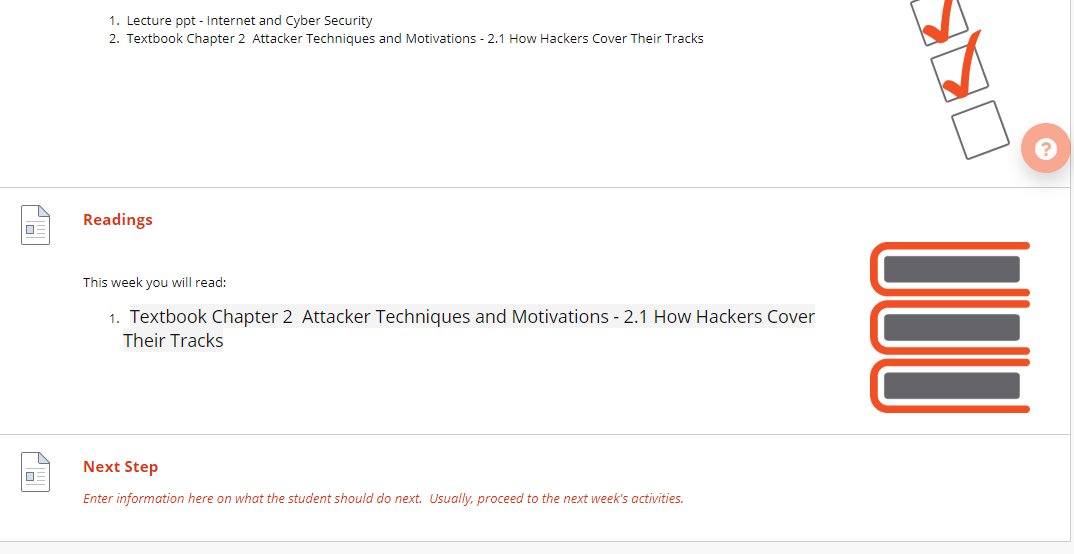 1. Lecture ppt - Internet and Cyber Security
2. Textbook Chapter 2  Attacker Techniques and Motivations - 2.1 How Hackers Cover Their Tracks
?
Readings
This week you will read:
1. Textbook Chapter 2  Attacker Techniques and Motivations - 2.1 How Hackers Cover
Their Tracks
Next Step
Enter information here on what the student should do next.  Usually, proceed to the next week's activities.